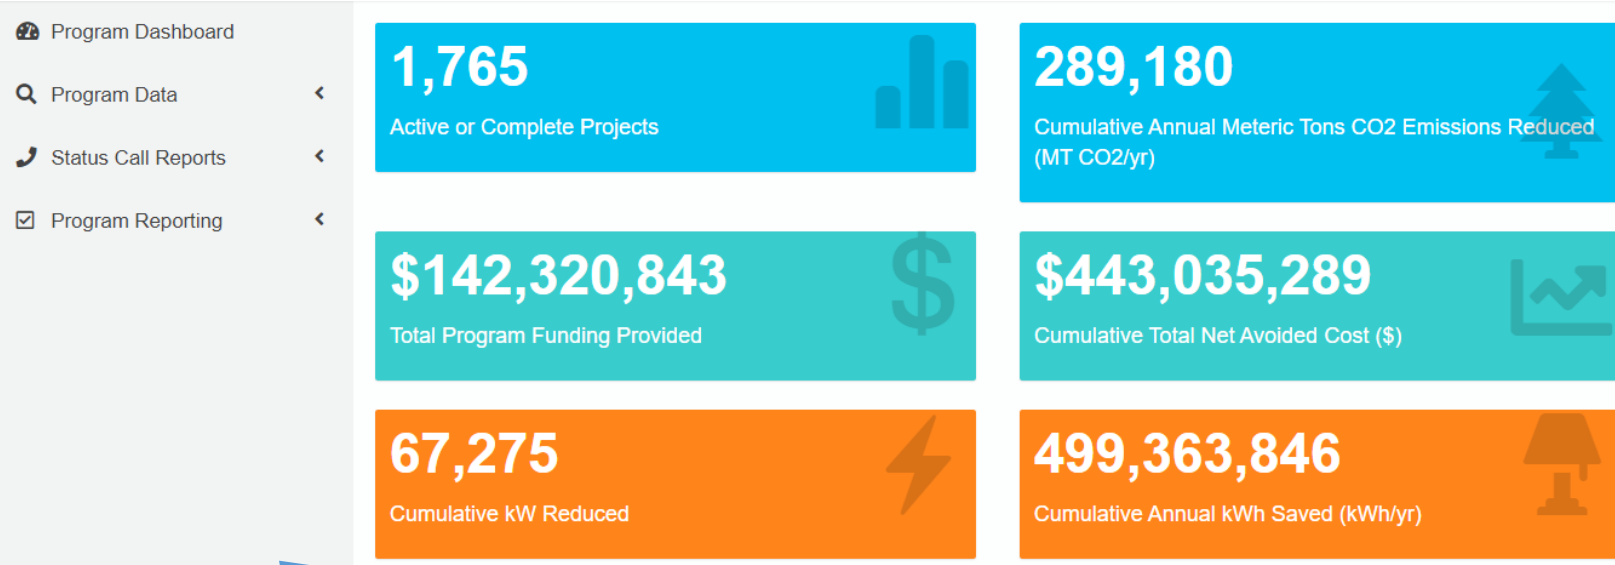 Program Dashboard
Program Data
Status Call Reports
Program Reporting
1,765
Active or Complete Projects
289,180
Cumulative Annual Meteric Tons CO2 Emissions Reduced
(MT CO2/yr)
$142,320,843
Total Program Funding Provided
$443,035,289
Cumulative Total Net Avoided Cost ($)
67,275
Cumulative kW Reduced
499,363,846
Cumulative Annual kWh Saved (kWh/yr)